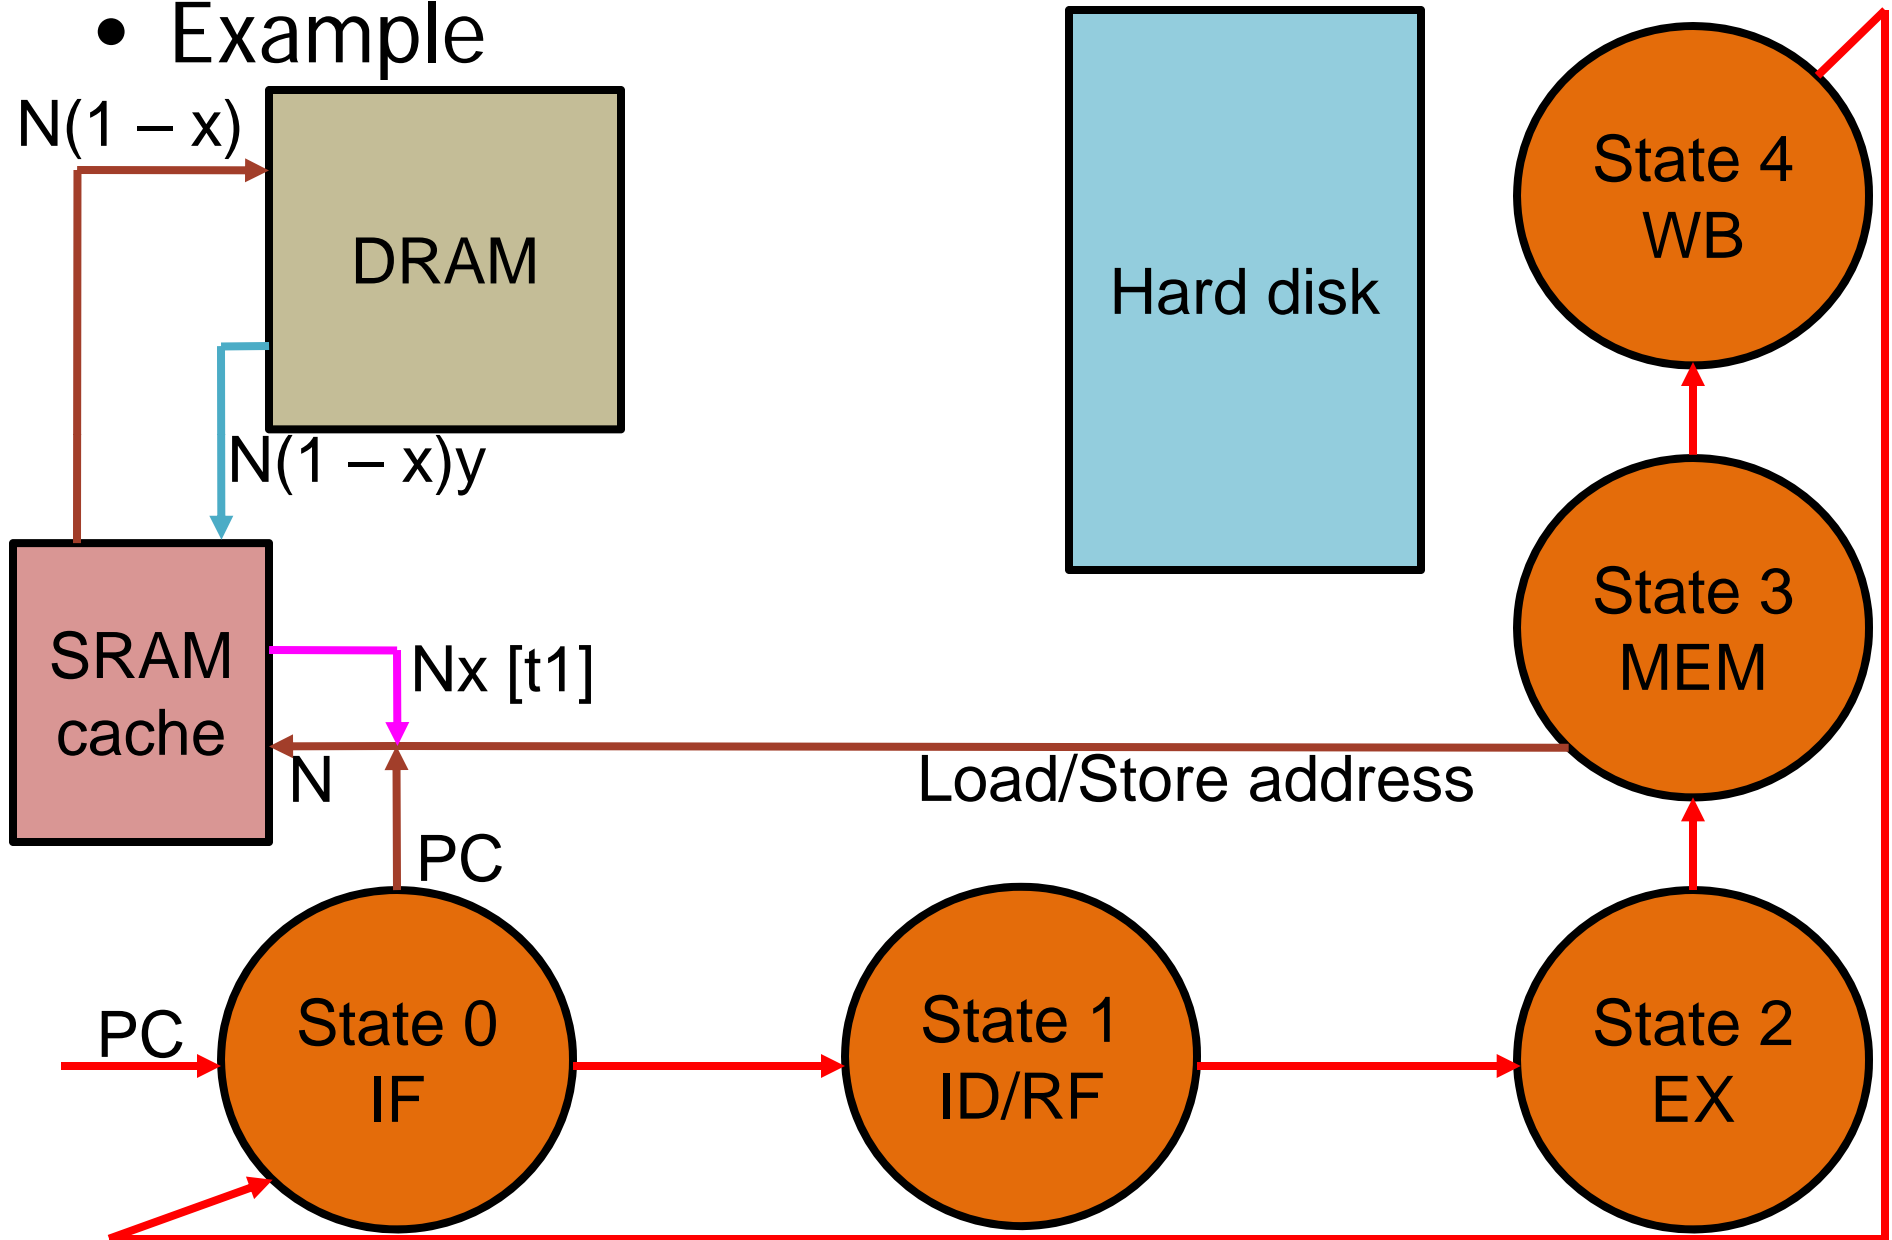 • Example
N(1 – x)
DRAM
N(1 – x)y
SRAM
cache
Nx [t1]
N
Load/Store address
PC
Hard disk
State 4
WB
State 3
MEM
PC
State 0
IF
State 1
ID/RF
State 2
EX